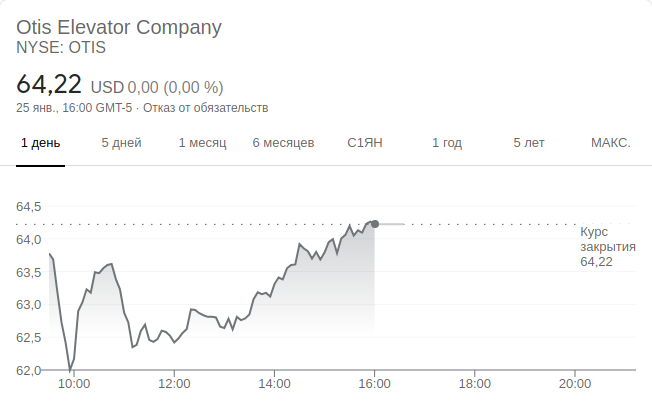 Otis Elevator Company
NYSE: OTIS
64,22 USD 0,00 (0,00 %)
25 янв., 16:00 GMT-5 · Отказ от обязательств
1 день 5 дней 1 месяц 6 месяцев С1ЯН 1 год 5 лет МАКС.
64,5
64,0
63,5
63,0
62,5
62,0
Курс
закрытия
64,22
10:00 12:00 14:00 16:00 18:00 20:00